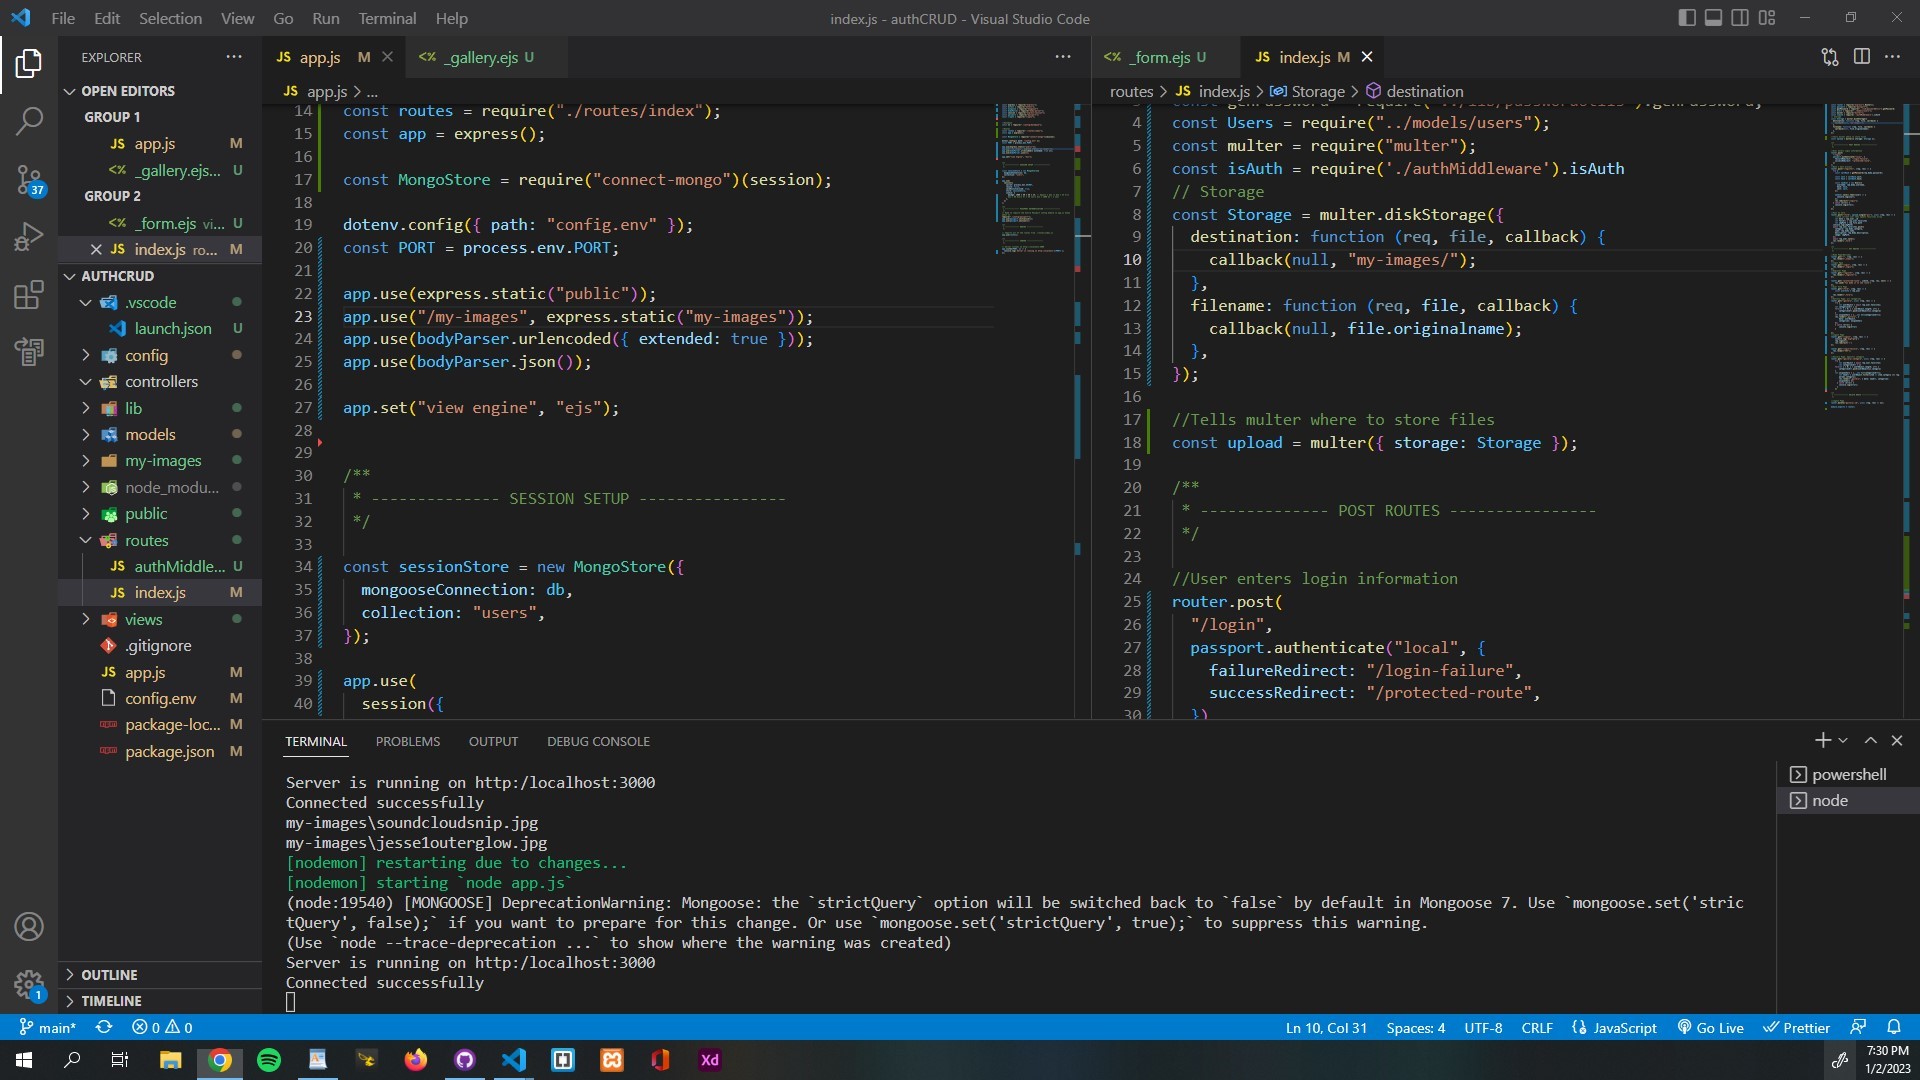 File Edit Selection View Go Run Terminal Help
index.js - authCRUD - Visual Studio Code
EXPLORER
OPEN EDITORS
GROUP 1
JS app.js M
<% _gallery.ejs... U
GROUP 2
<% _form.ejs vi... U
JS index.js ro... M
AUTHCRUD
.vscode
launch.json U
config
controllers
lib
models
my-images
node_modu...
public
routes
JS authMiddle... U
JS index.js M
views
.gitignore
JS app.js M
config.env M
package-loc... M
package.json M
OUTLINE
TIMELINE
37
1
JS app.js M
<% _gallery.ejs U
JS app.js > ...
14 const routes = require("./routes/index");
15 const app = express();
16
17 const MongoStore = require("connect-mongo")(session);
18
19 dotenv.config({ path: "config.env" });
20 const PORT = process.env.PORT;
21
22 app.use(express.static("public"));
23 app.use("/my-images", express.static("my-images"));
24 app.use(bodyParser.urlencoded({ extended: true }));
25 app.use(bodyParser.json());
26
27 app.set("view engine", "ejs");
28
29
30 /**
31 * -------------- SESSION SETUP ----------------
32 */
33
34 const sessionStore = new MongoStore({
35 mongooseConnection: db,
36 collection: "users",
37 });
38
39 app.use(
40 session({
<% _form.ejs U
JS index.js M
routes > JS index.js > Storage > destination
4 const Users = require("../models/users");
5 const multer = require("multer");
6 const isAuth = require('./authMiddleware').isAuth
7 // Storage
8 const Storage = multer.diskStorage({
9 destination: function (req, file, callback) {
10 callback(null, "my-images/");
11 },
12 filename: function (req, file, callback) {
13 callback(null, file.originalname);
14 },
15 });
16
17 //Tells multer where to store files
18 const upload = multer({ storage: Storage });
19
20 /**
21 * -------------- POST ROUTES ----------------
22 */
23
24 //User enters login information
25 router.post(
26 "/login",
27 passport.authenticate("local", {
28 failureRedirect: "/login-failure",
29 successRedirect: "/protected-route",
30 })
TERMINAL PROBLEMS OUTPUT DEBUG CONSOLE
Server is running on http:/localhost:3000
Connected successfully
my-images\soundcloudsnip.jpg
my-images\jesse1outerglow.jpg
[nodemon] restarting due to changes...
[nodemon] starting `node app.js`
(node:19540) [MONGOOSE] DeprecationWarning: Mongoose: the `strictQuery` option will be switched back to `false` by default in Mongoose 7. Use `mongoose.set('stric
tQuery', false);` if you want to prepare for this change. Or use `mongoose.set('strictQuery', true);` to suppress this warning.
(Use `node --trace-deprecation ...` to show where the warning was created)
Server is running on http:/localhost:3000
Connected successfully
powershell
node
main* 0 0
Ln 10, Col 31 Spaces: 4 UTF-8 CRLF JavaScript Go Live Prettier
Xd
7:30 PM
1/2/2023